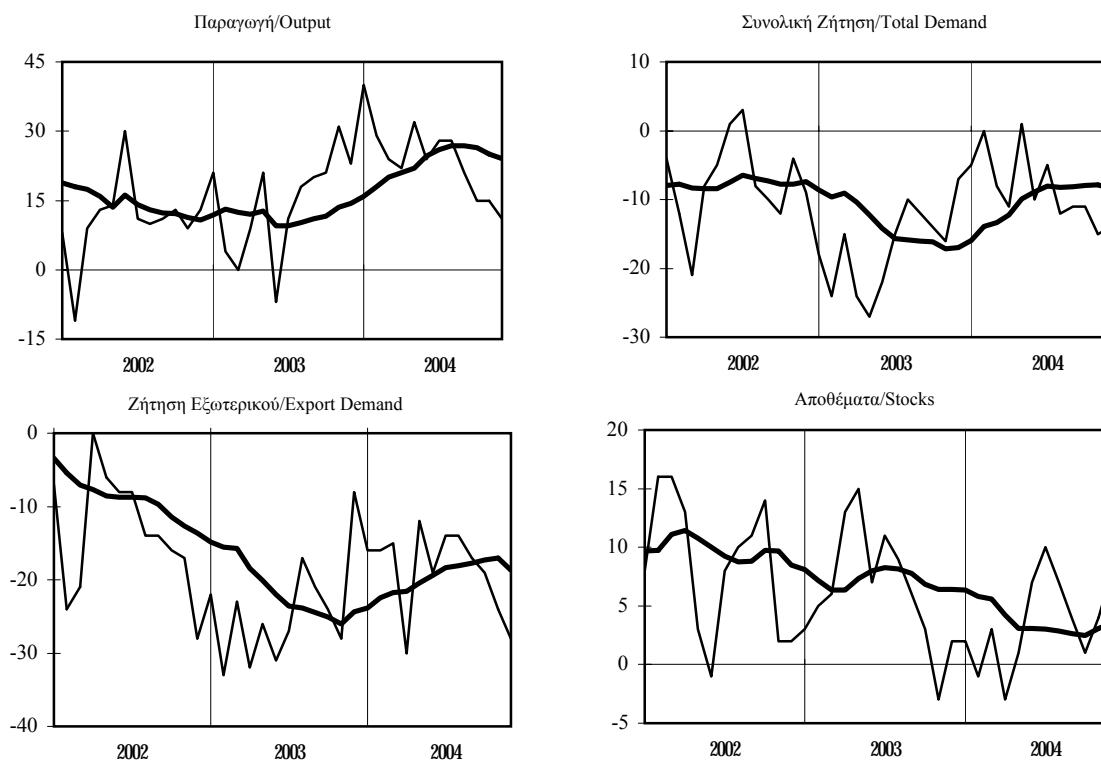 Παραγωγή/Output
45
30
15
0
-15
2002 2003 2004
Συνολική Ζήτηση/Total Demand
10
0
-10
-20
-30
2002 2003 2004
Ζήτηση Εξωτερικού/Export Demand
0
-10
-20
-30
-40
2002 2003 2004
Αποθέματα/Stocks
20
15
10
5
0
-5
2002 2003 2004